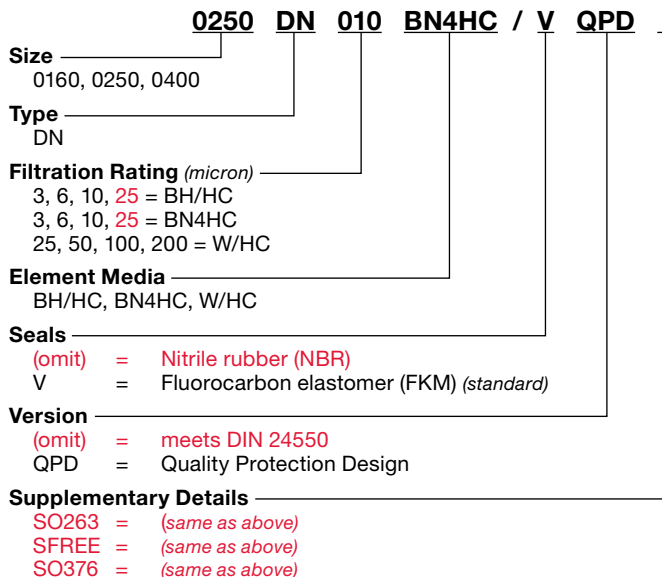 0250 DN 010 BN4HC / V QPD
Size
0160, 0250, 0400
Type
DN
Filtration Rating (micron)
3, 6, 10, 25 = BH/HC
3, 6, 10, 25 = BN4HC
25, 50, 100, 200 = W/HC
Element Media
BH/HC, BN4HC, W/HC
Seals
(omit) = Nitrile rubber (NBR)
V = Fluorocarbon elastomer (FKM) (standard)
Version
(omit) = meets DIN 24550
QPD = Quality Protection Design
Supplementary Details
SO263 = (same as above)
SFREE = (same as above)
SO376 = (same as above)